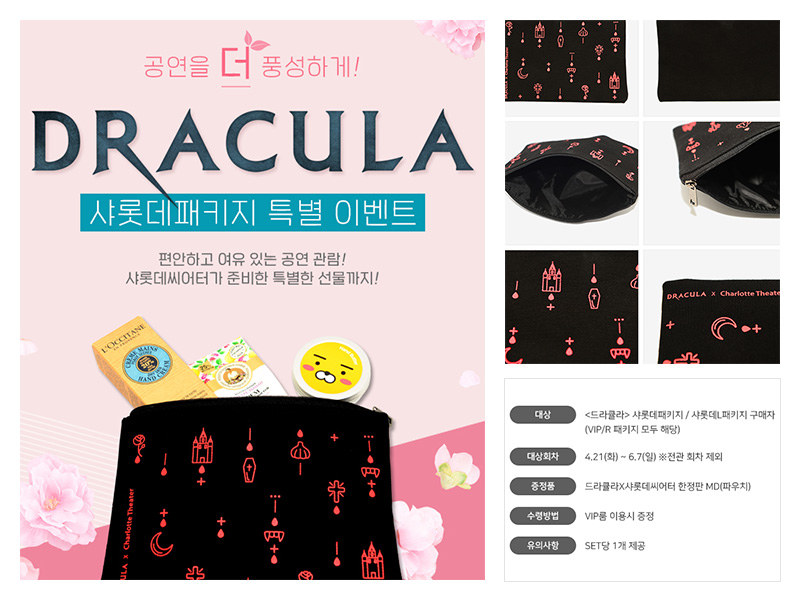 공연을 더 풍성하게!
DRACULA
샤롯데패키지 특별 이벤트
편안하고 여유 있는 공연 관람!
샤롯데씨어터가 준비한 특별한 선물까지!
L'OCCITANE
EN PROVENCE
CRÈME MAINS
HAND CREAM
ULA x Charlotte Theater
DRACULA x Charlotte Theater
대상 <드라큘라> 샤롯데패키지 / 샤롯데L패키지 구매자
(VIP/R 패키지 모두 해당)
대상회차 4.21(화) ~ 6.7(일) ※전관 회차 제외
증정품 드라큘라X샤롯데씨어터 한정판 MD(파우치)
수령방법 VIP룸 이용시 증정
유의사항 SET당 1개 제공